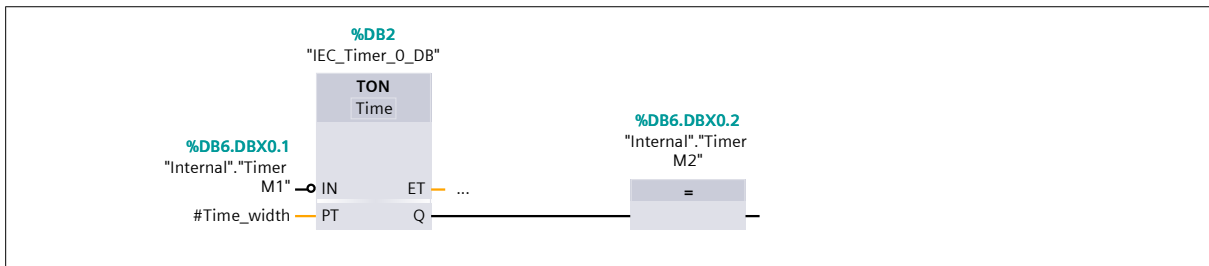 %DB2
"IEC_Timer_0_DB"
TON
Time
%DB6.DBX0.1
"Internal"."Timer
M1"
IN
ET
...
#Time_width
PT
Q
%DB6.DBX0.2
"Internal"."Timer
M2"
=